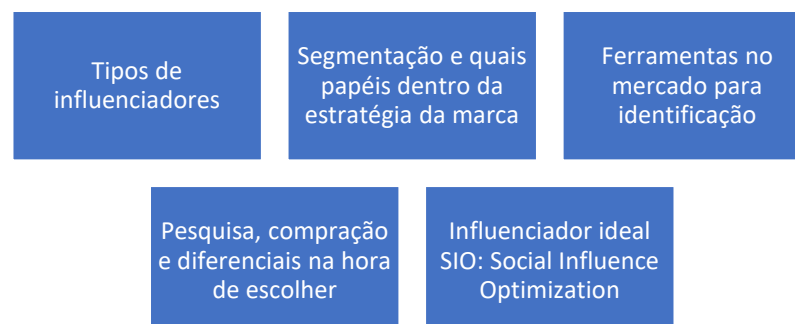 Tipos de
influenciadores
Segmentação e quais
papéis dentro da
estratégia da marca
Ferramentas no
mercado para
identificação
Pesquisa, compração
e diferenciais na hora
de escolher
Influenciador ideal
SIO: Social Influence
Optimization